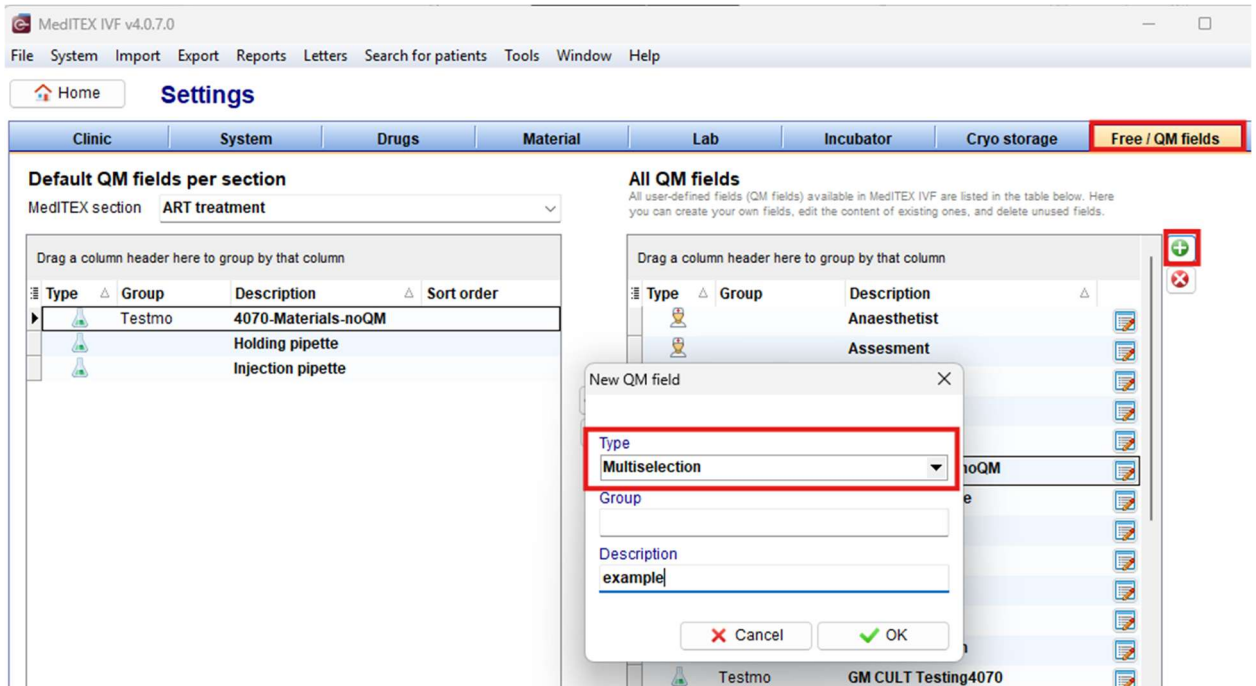 MedITEX IVF v4.0.7.0
File System Import Export Reports Letters Search for patients Tools Window Help
Home Settings
Clinic System Drugs Material Lab Incubator Cryo storage Free / QM fields
Default QM fields per section
MedITEX section ART treatment
Drag a column header here to group by that column
Type Group Description Sort order
Testmo 4070-Materials-noQM
Holding pipette
Injection pipette
All QM fields
All user-defined fields (QM fields) available in MedITEX IVF are listed in the table below. Here
you can create your own fields, edit the content of existing ones, and delete unused fields.
Drag a column header here to group by that column
Type Group Description
Anaesthetist
Assesment
noQM
e
n
Testmo GM CULT Testing4070
New QM field
Type
Multiselection
Group
Description
example
Cancel OK